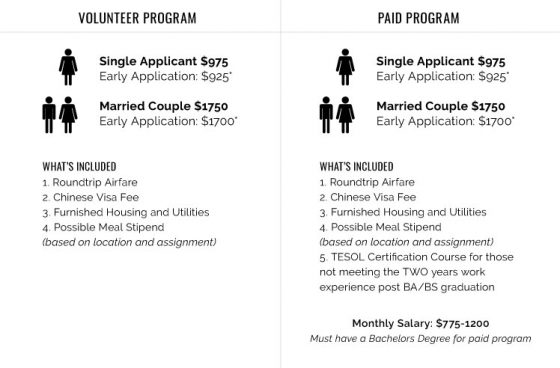 VOLUNTEER PROGRAM
Single Applicant $975
Early Application: $925*
Married Couple $1750
Early Application: $1700*
WHAT'S INCLUDED
1. Roundtrip Airfare
2. Chinese Visa Fee
3. Furnished Housing and Utilities
4. Possible Meal Stipend
(based on location and assignment)
PAID PROGRAM
Single Applicant $975
Early Application: $925*
Married Couple $1750
Early Application: $1700*
WHAT'S INCLUDED
1. Roundtrip Airfare
2. Chinese Visa Fee
3. Furnished Housing and Utilities
4. Possible Meal Stipend
(based on location and assignment)
5. TESOL Certification Course for those
not meeting the TWO years work
experience post BA/BS graduation
Monthly Salary: $775-1200
Must have a Bachelors Degree for paid program